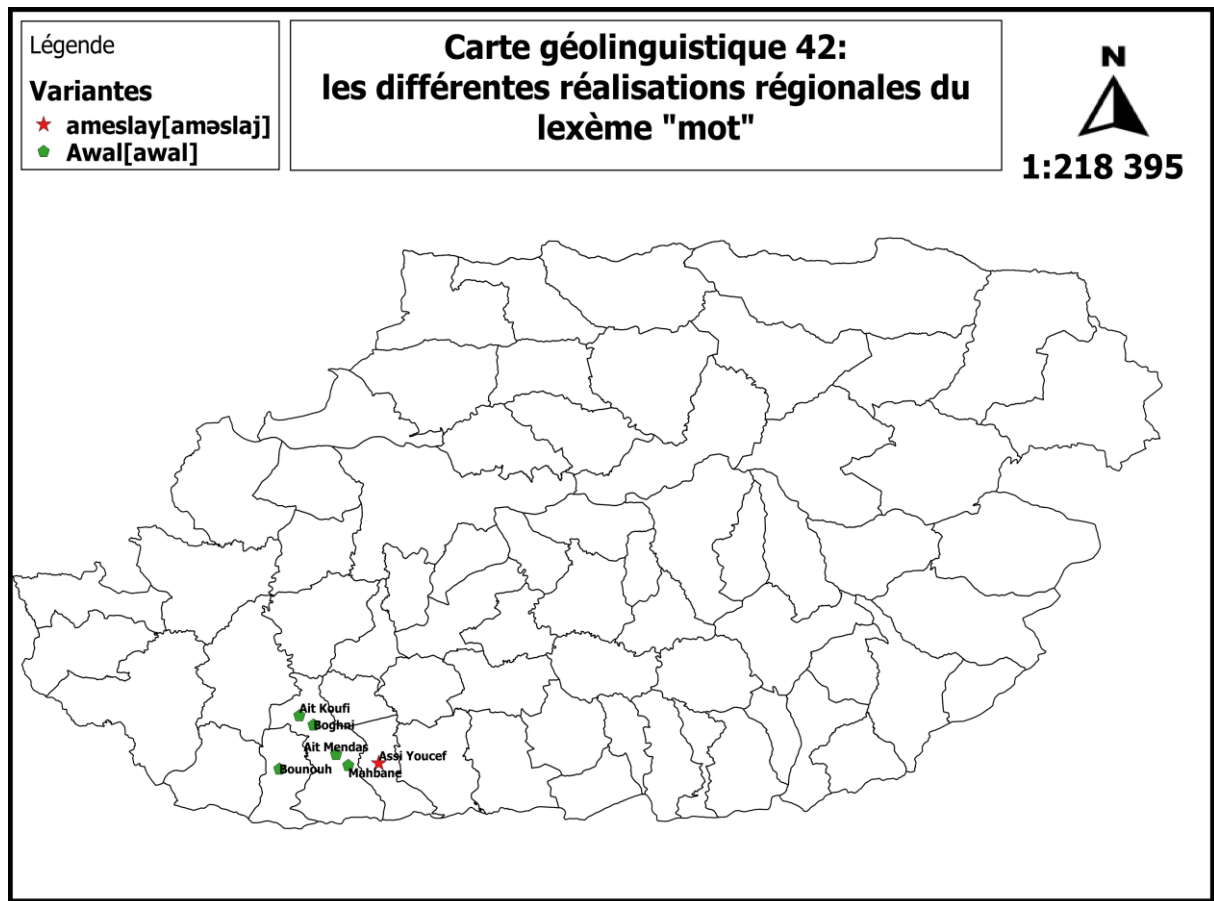 Légende
Variantes
ameslay[aməslaj]
Awal[awal]
Carte géolinguistique 42:
les différentes réalisations régionales du
lexème "mot"
N
1:218 395
Ait Koufi
Boghni
Ait Mendas
Assi Youcef
Bounouh
Mahbane